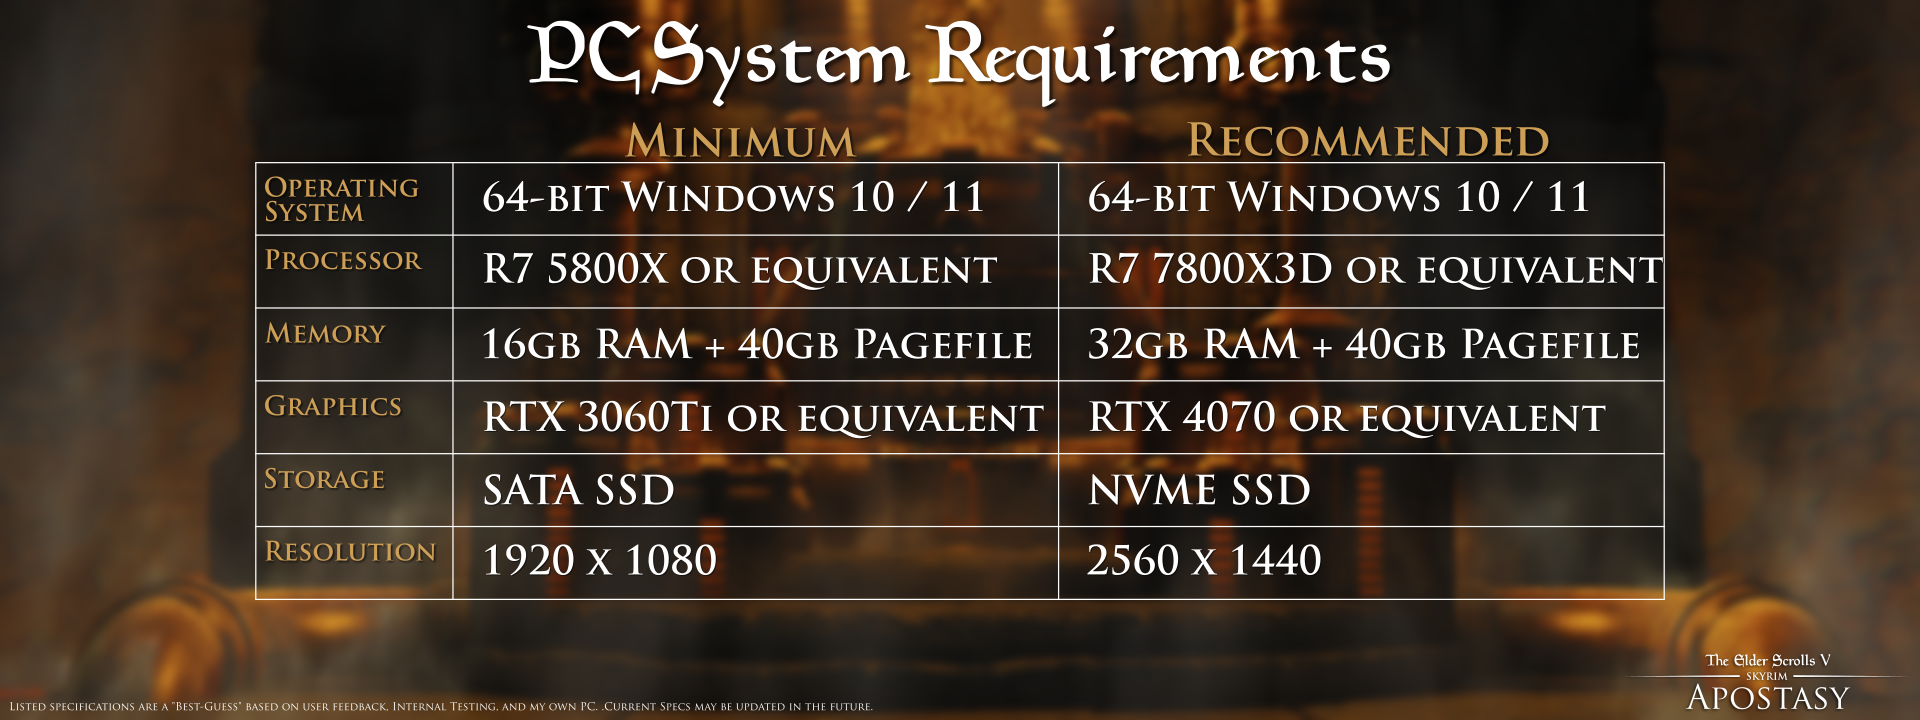 PC System Requirements
Minimum Recommended
Operating System 64-bit Windows 10 / 11 64-bit Windows 10 / 11
Processor R7 5800X or equivalent R7 7800X3D or equivalent
Memory 16gb RAM + 40gb Pagefile 32gb RAM + 40gb Pagefile
Graphics RTX 3060Ti or equivalent RTX 4070 or equivalent
Storage SATA SSD NVME SSD
Resolution 1920 x 1080 2560 x 1440
The Elder Scrolls V
SKYRIM
Apostasy
Listed specifications are a "Best-Guess" based on user feedback, Internal Testing, and my own PC. .Current Specs may be updated in the future.